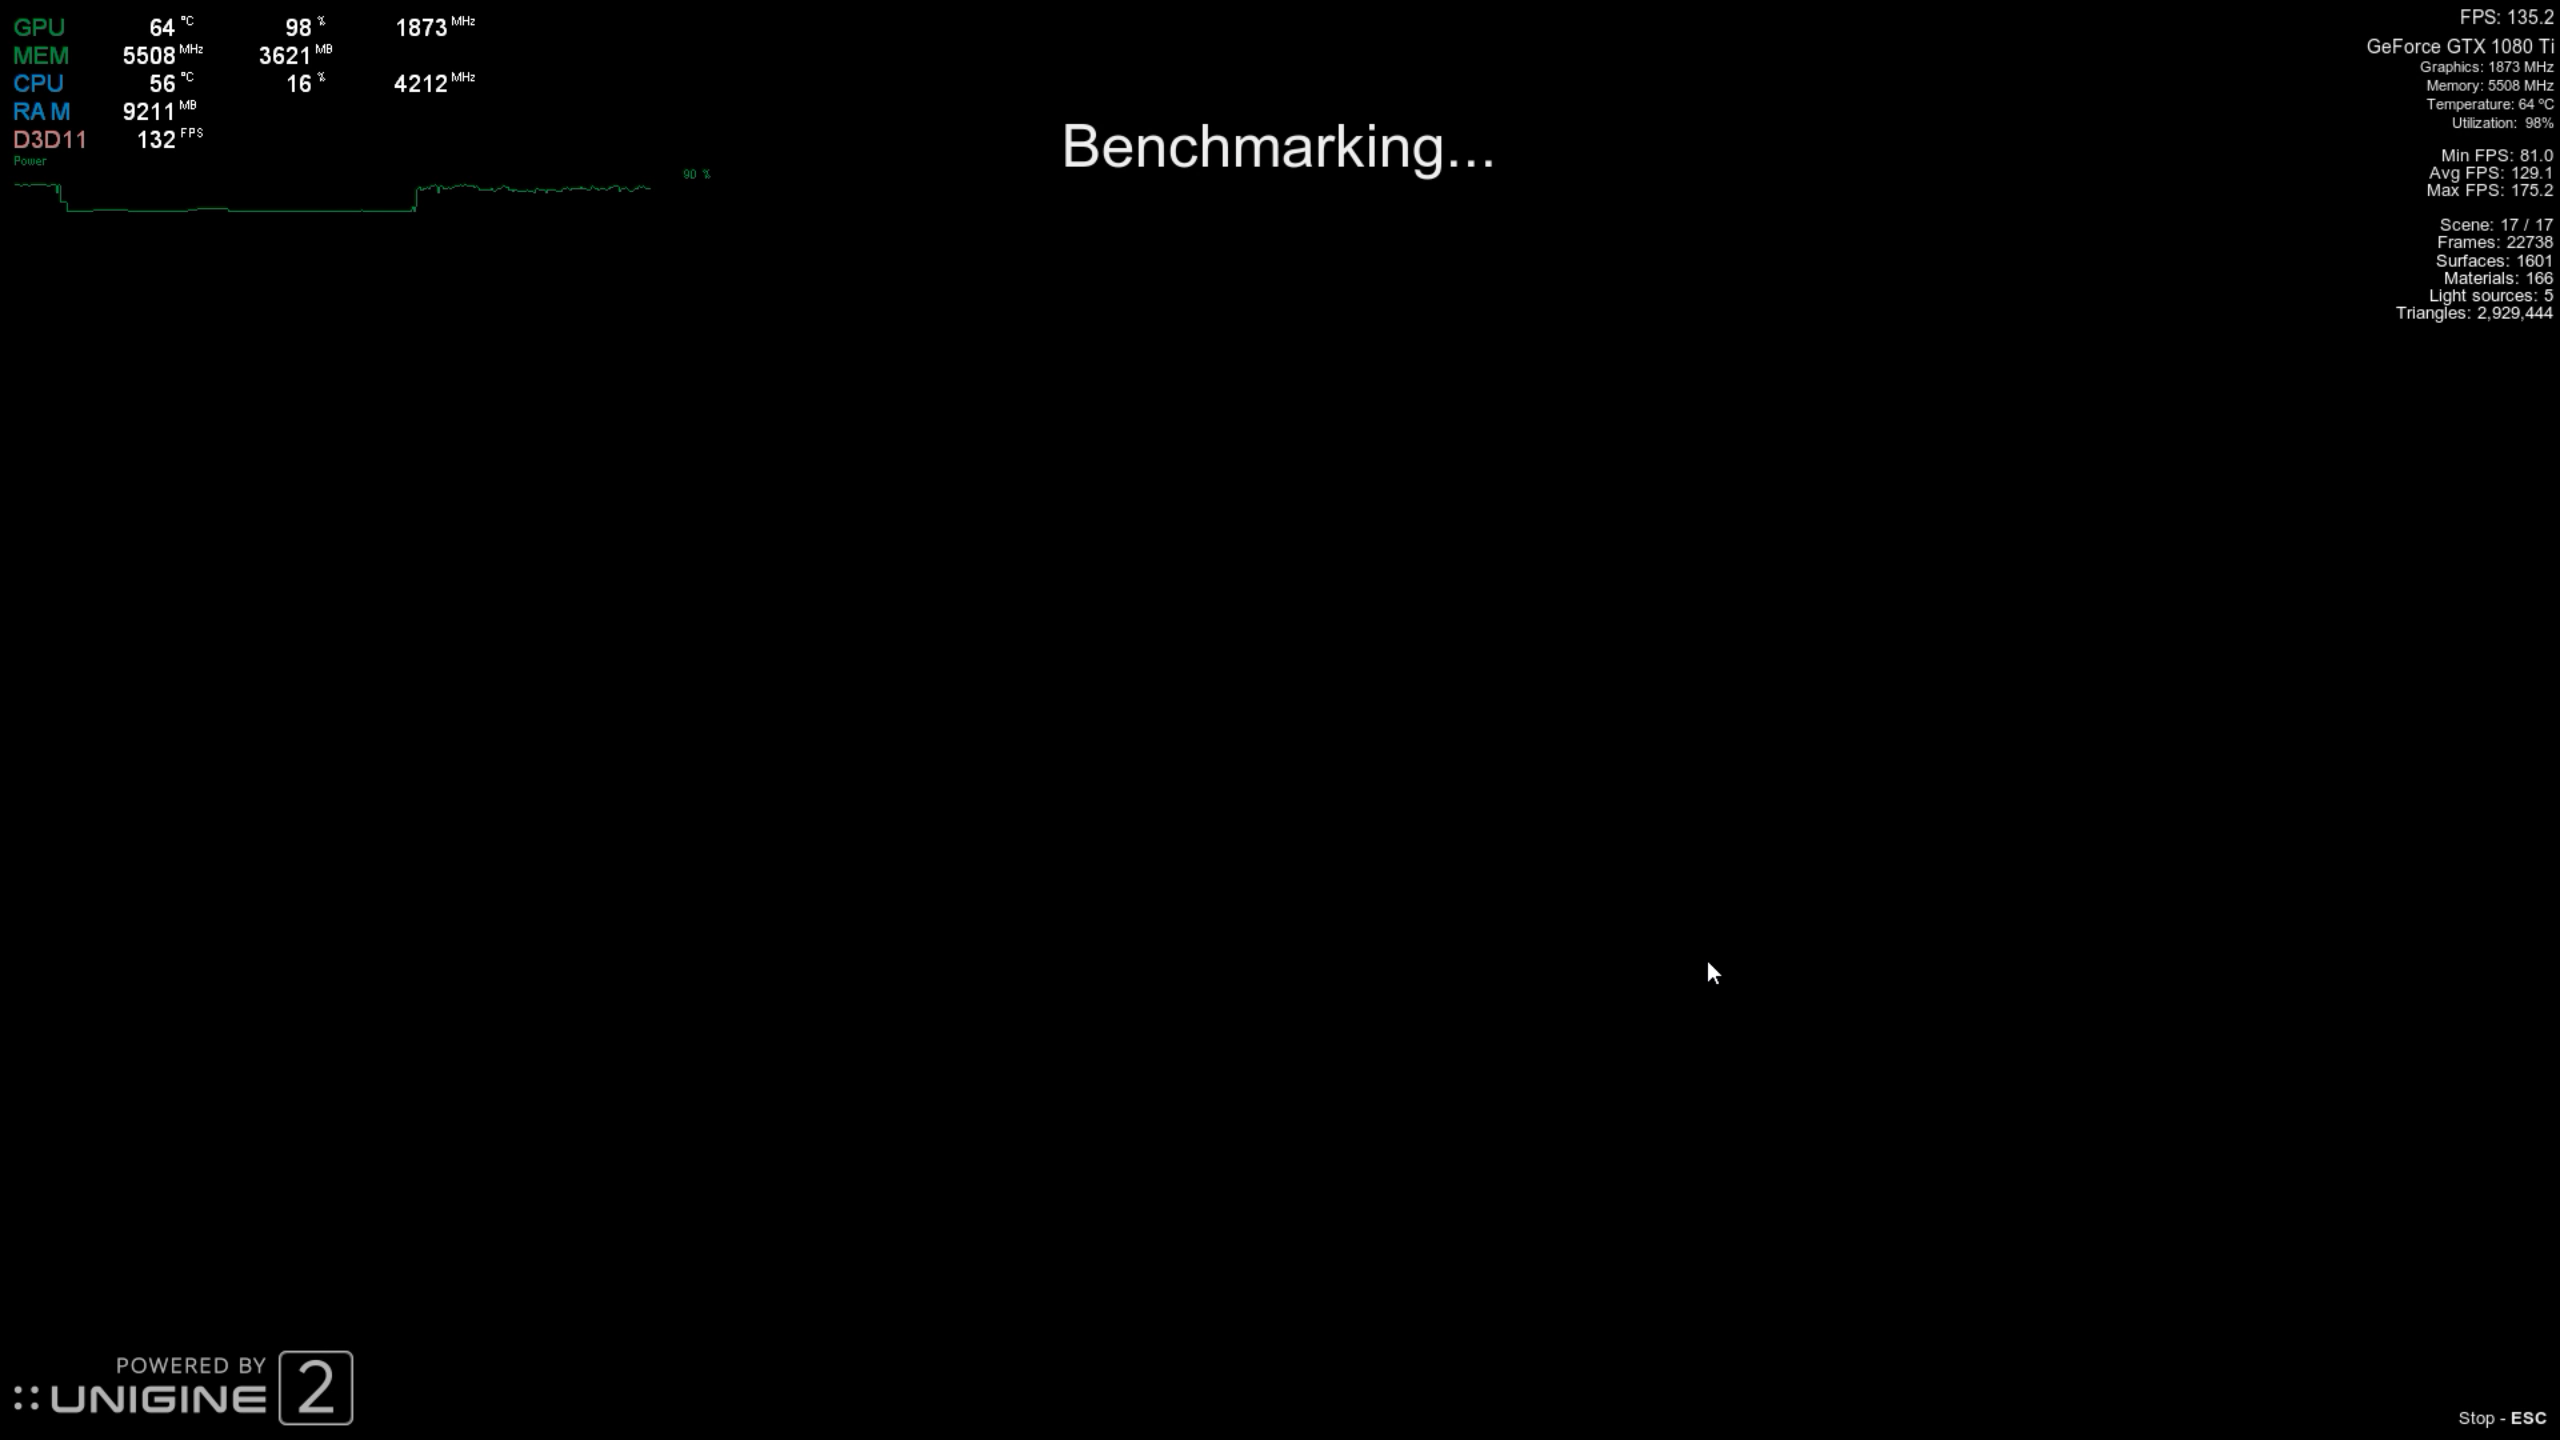 GPU 64 °C 98 % 1873 MHz
MEM 5508 MHz 3621 MB
CPU 56 °C 16 % 4212 MHz
RAM 9211 MB
D3D11 132 FPS
Power
90 %
Benchmarking...
FPS: 135.2
GeForce GTX 1080 Ti
Graphics: 1873 MHz
Memory: 5508 MHz
Temperature: 64 ºC
Utilization: 98%
Min FPS: 81.0
Avg FPS: 129.1
Max FPS: 175.2
Scene: 17 / 17
Frames: 22738
Surfaces: 1601
Materials: 166
Light sources: 5
Triangles: 2,929,444
POWERED BY
UNIGINE 2
Stop - ESC